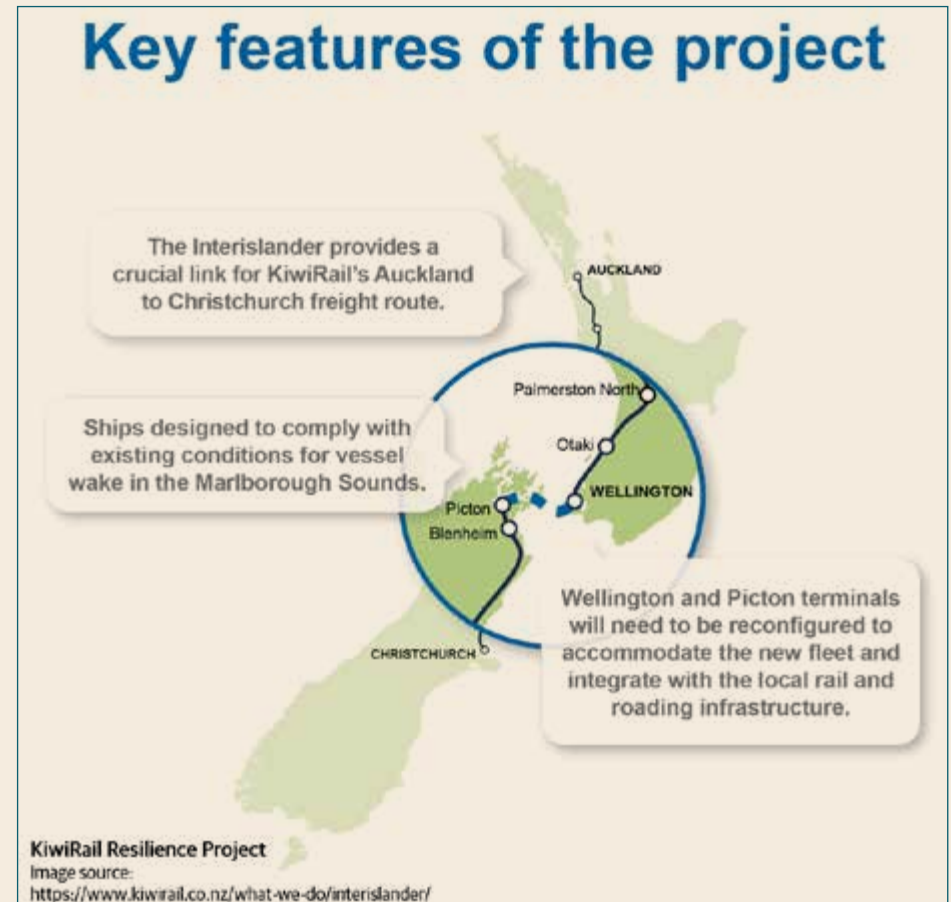 Key features of the project
The Interislander provides a
crucial link for KiwiRail's Auckland
to Christchurch freight route.
AUCKLAND
Palmerston North
Ships designed to comply with
existing conditions for vessel
wake in the Marlborough Sounds.
Otaki
WELLINGTON
Picton
Blenheim
Wellington and Picton terminals
will need to be reconfigured to
accommodate the new fleet and
integrate with the local rail and
roading infrastructure.
CHRISTCHURCH
KiwiRail Resilience Project
Image source:
https://www.kiwirail.co.nz/what-we-do/interislander/